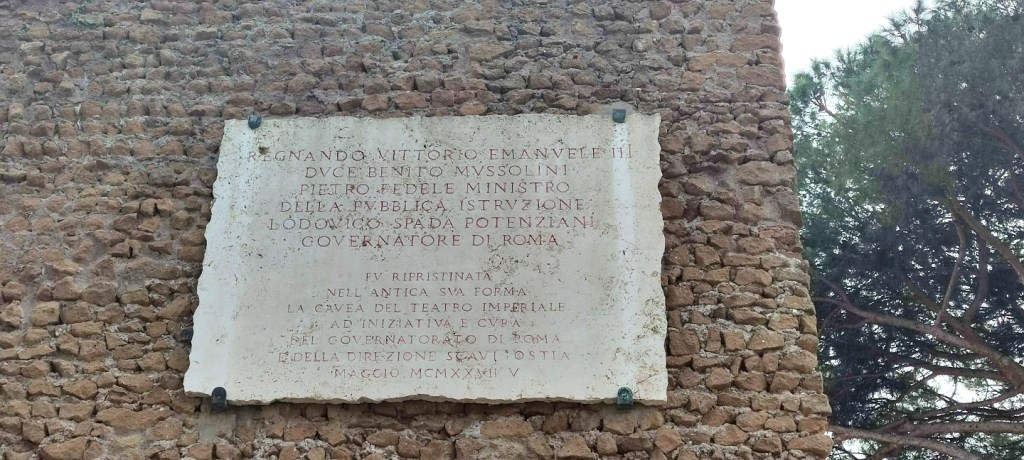 REGNANDO VITTORIO EMANVELE III
DVCE BENITO MVSSOLINI
PIETRO FEDELE MINISTRO
DELLA PVBBLICA ISTRVZIONE
LODOVICO SPADA POTENZIANI
GOVERNATORE DI ROMA
FV RIPRISTINATA
NELL'ANTICA SVA FORMA
LA CAVEA DEL TEATRO IMPERIALE
AD INIZIATIVA E CVRA
DEL GOVERNATORATO DI ROMA
E DELLA DIREZIONE SCAVI OSTIA
MAGGIO MCMXXVII V